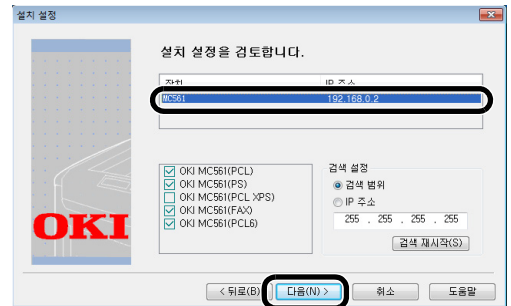 설치 설정
설치 설정을 검토합니다.
장치 IP 주소
MC561 192.168.0.2
OKI MC561(PCL)
OKI MC561(PS)
OKI MC561(PCL XPS)
OKI MC561(FAX)
OKI MC561(PCL6)
검색 설정
검색 범위
IP 주소
255 . 255 . 255 . 255
검색 재시작(S)
OKI
< 뒤로(B)
다음(N) >
취소
도움말